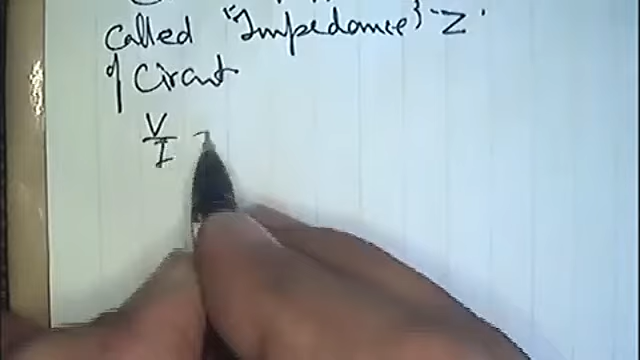 called "Impedance" 'Z'
of Circuit
V
I